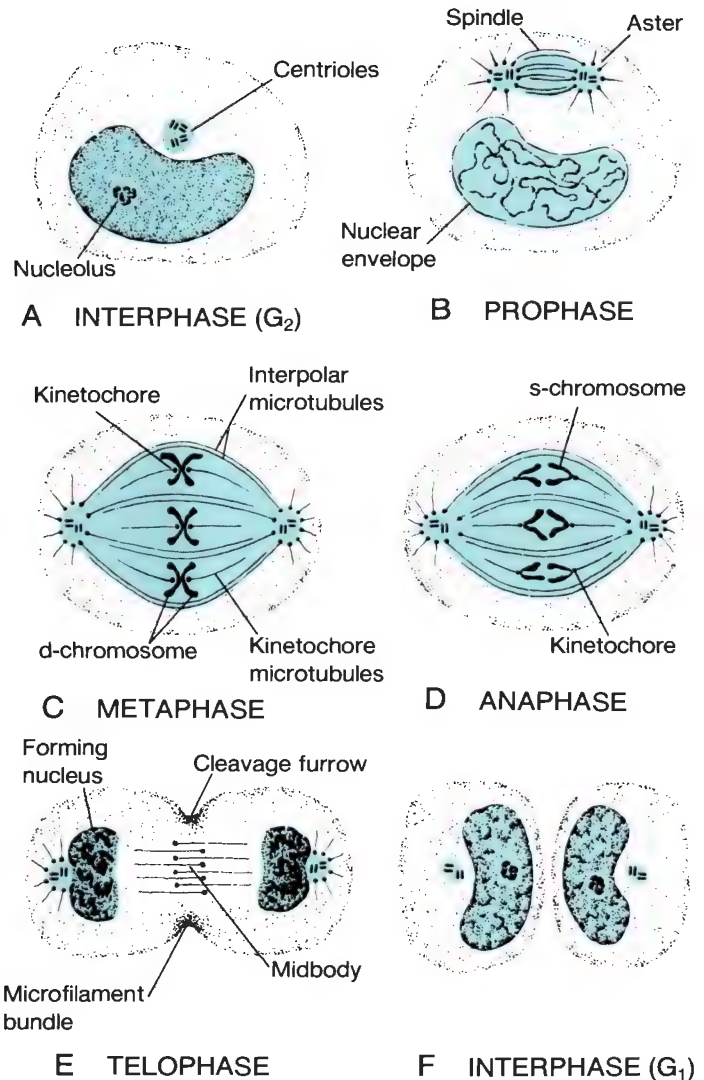 Centrioles
Nucleolus
A INTERPHASE (G₂)
Spindle
Aster
Nuclear
envelope
B PROPHASE
Kinetochore
Interpolar
microtubules
d-chromosome
Kinetochore
microtubules
C METAPHASE
s-chromosome
Kinetochore
D ANAPHASE
Forming
nucleus
Cleavage furrow
Midbody
Microfilament
bundle
E TELOPHASE
F INTERPHASE (G₁)